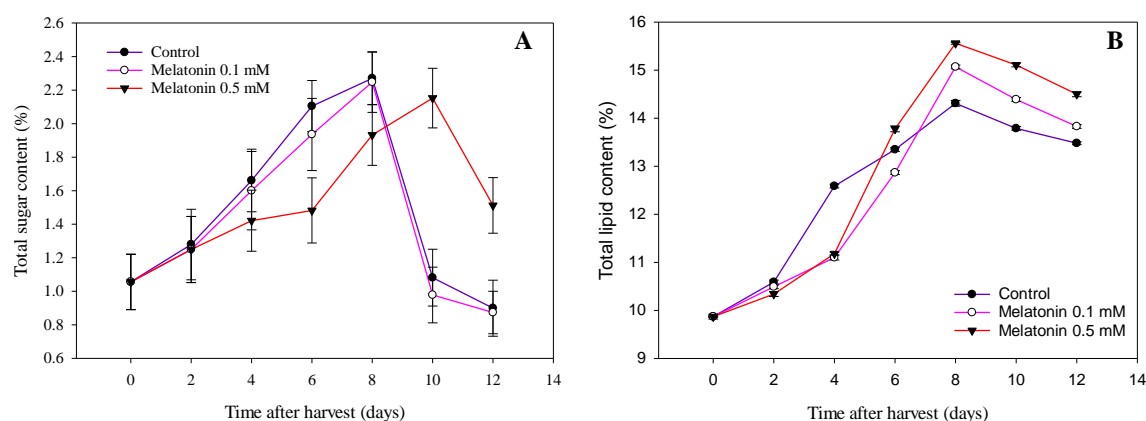 A
Control
Melatonin 0.1 mM
Melatonin 0.5 mM
Total sugar content (%)
2.6
2.4
2.2
2.0
1.8
1.6
1.4
1.2
1.0
0.8
0.6
0 2 4 6 8 10 12 14
Time after harvest (days)
B
Total lipid content (%)
16
15
14
13
12
11
10
9
Control
Melatonin 0.1 mM
Melatonin 0.5 mM
0 2 4 6 8 10 12 14
Time after harvest (days)